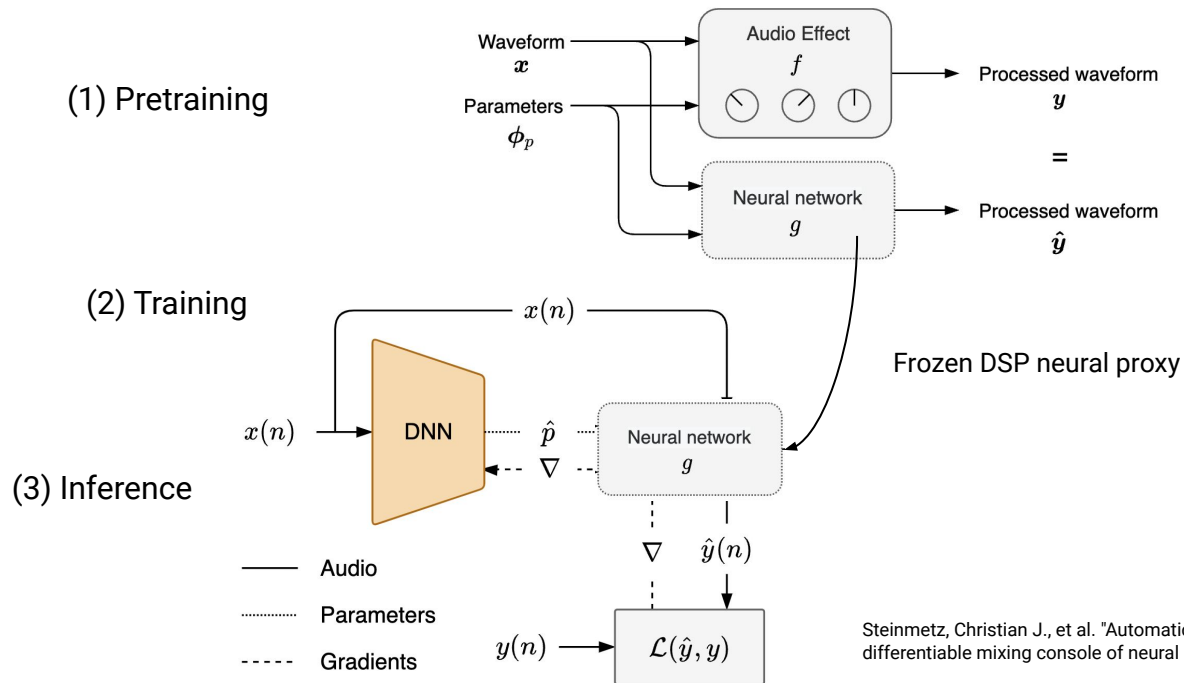 (1) Pretraining
Waveform
x
Parameters
ϕₚ
Audio Effect
f
Processed waveform
y
=
Neural network
g
Processed waveform
ŷ
(2) Training
x(n)
Frozen DSP neural proxy
x(n)
DNN
p̂
∇
Neural network
g
(3) Inference
∇
ŷ(n)
Audio
Parameters
Gradients
y(n)
ℒ(ŷ, y)
Steinmetz, Christian J., et al. "Automatic
differentiable mixing console of neural